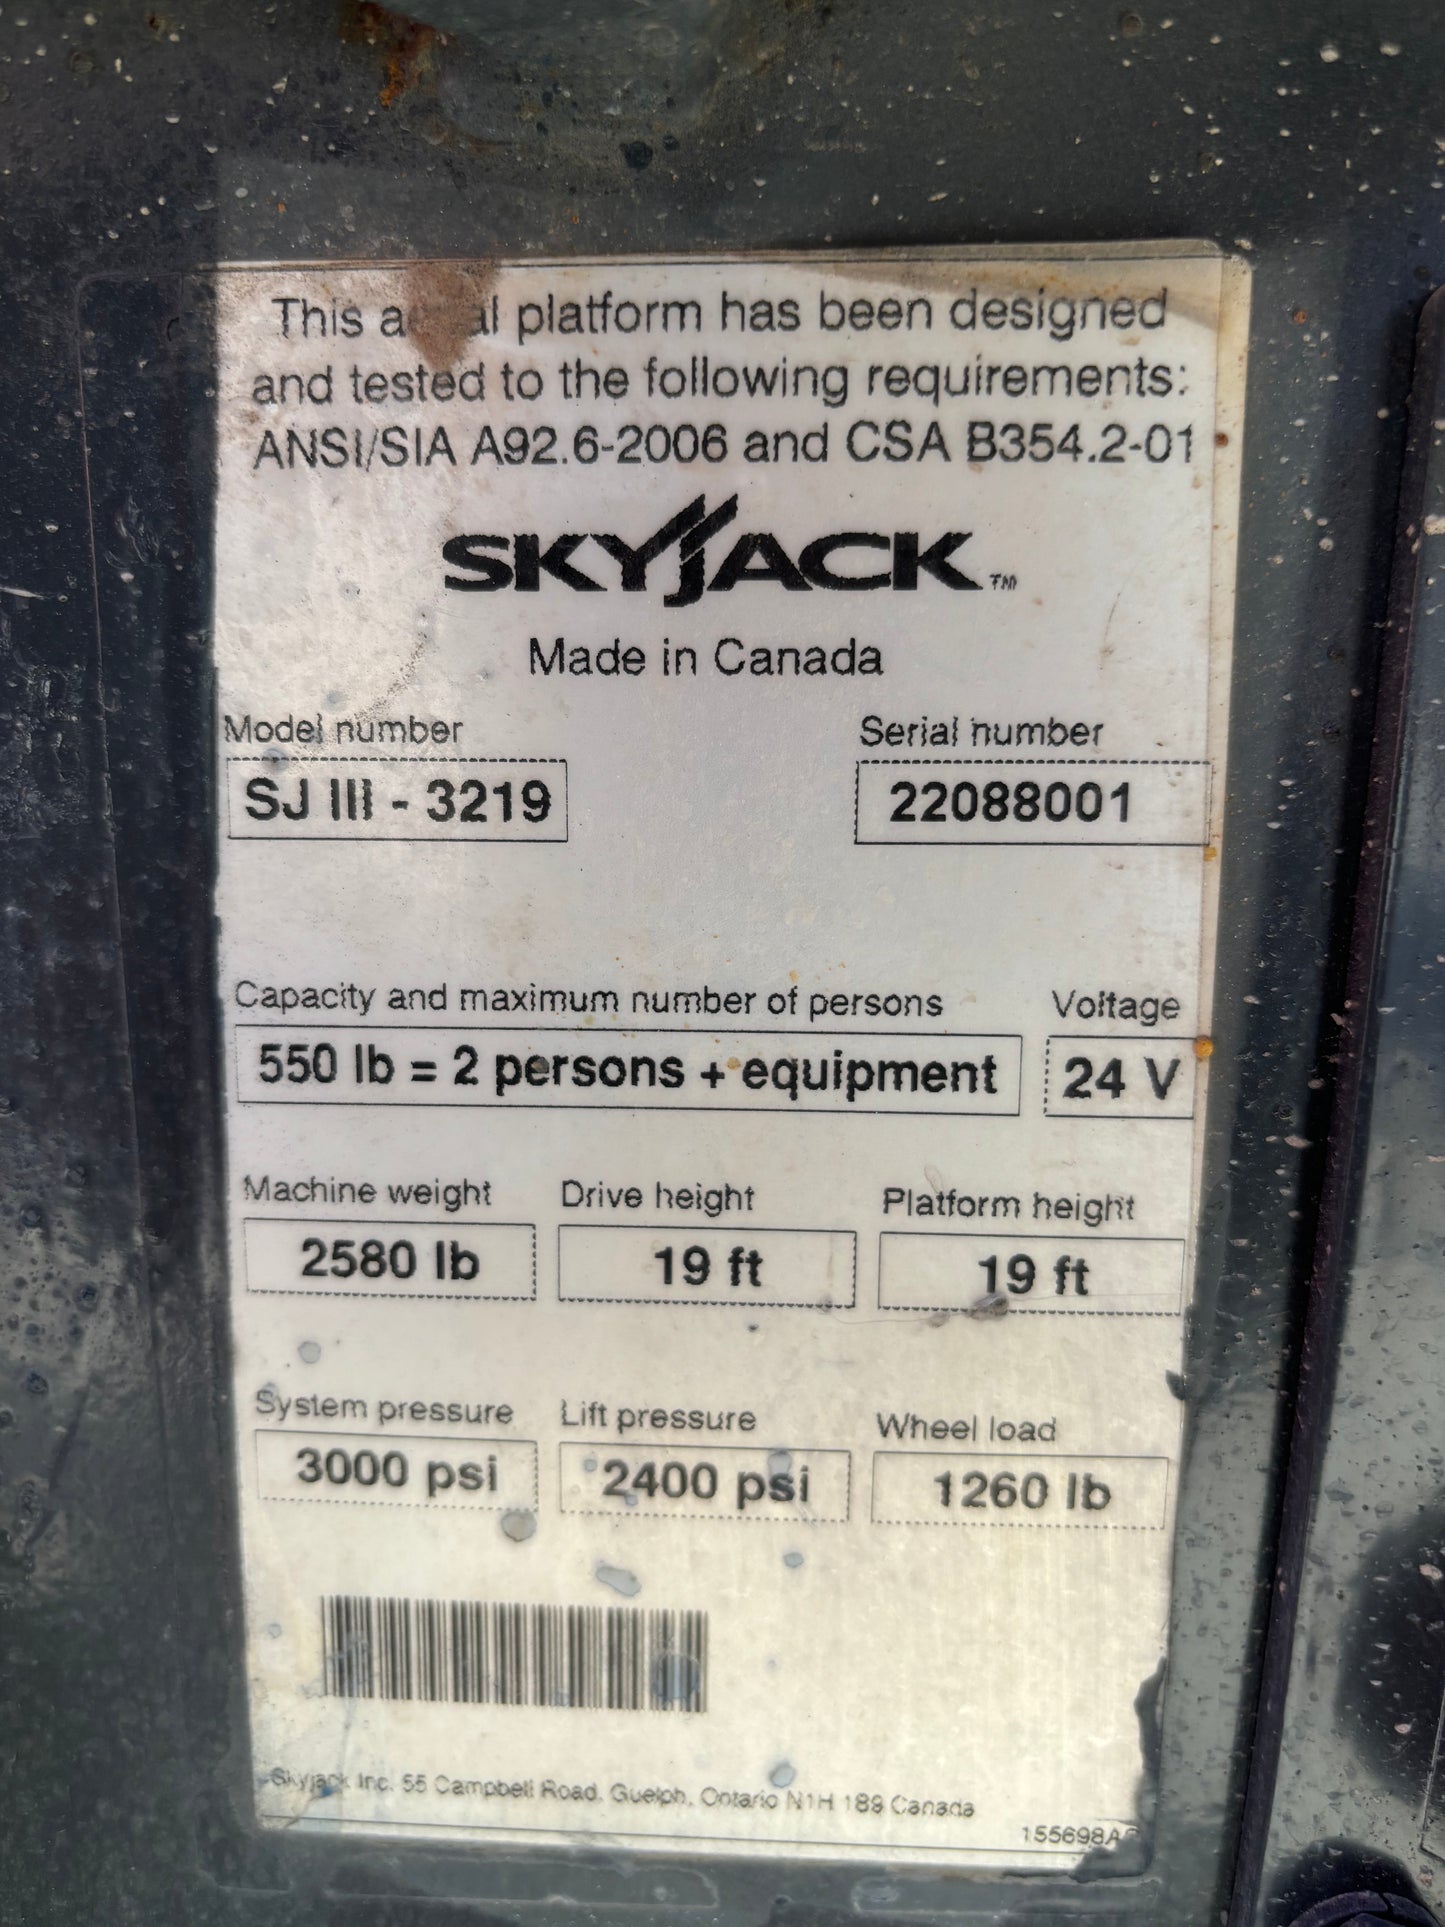 This aerial platform has been designed
and tested to the following requirements:
ANSI/SIA A92.6-2006 and CSA B354.2-01
SKYJACK TM
Made in Canada
Model number
SJ III - 3219
Serial number
22088001
Capacity and maximum number of persons
550 lb = 2 persons + equipment
Voltage
24 V
Machine weight
2580 lb
Drive height
19 ft
Platform height
19 ft
System pressure
3000 psi
Lift pressure
2400 psi
Wheel load
1260 lb
Skyjack Inc. 55 Campbell Road, Guelph, Ontario N1H 1B9 Canada